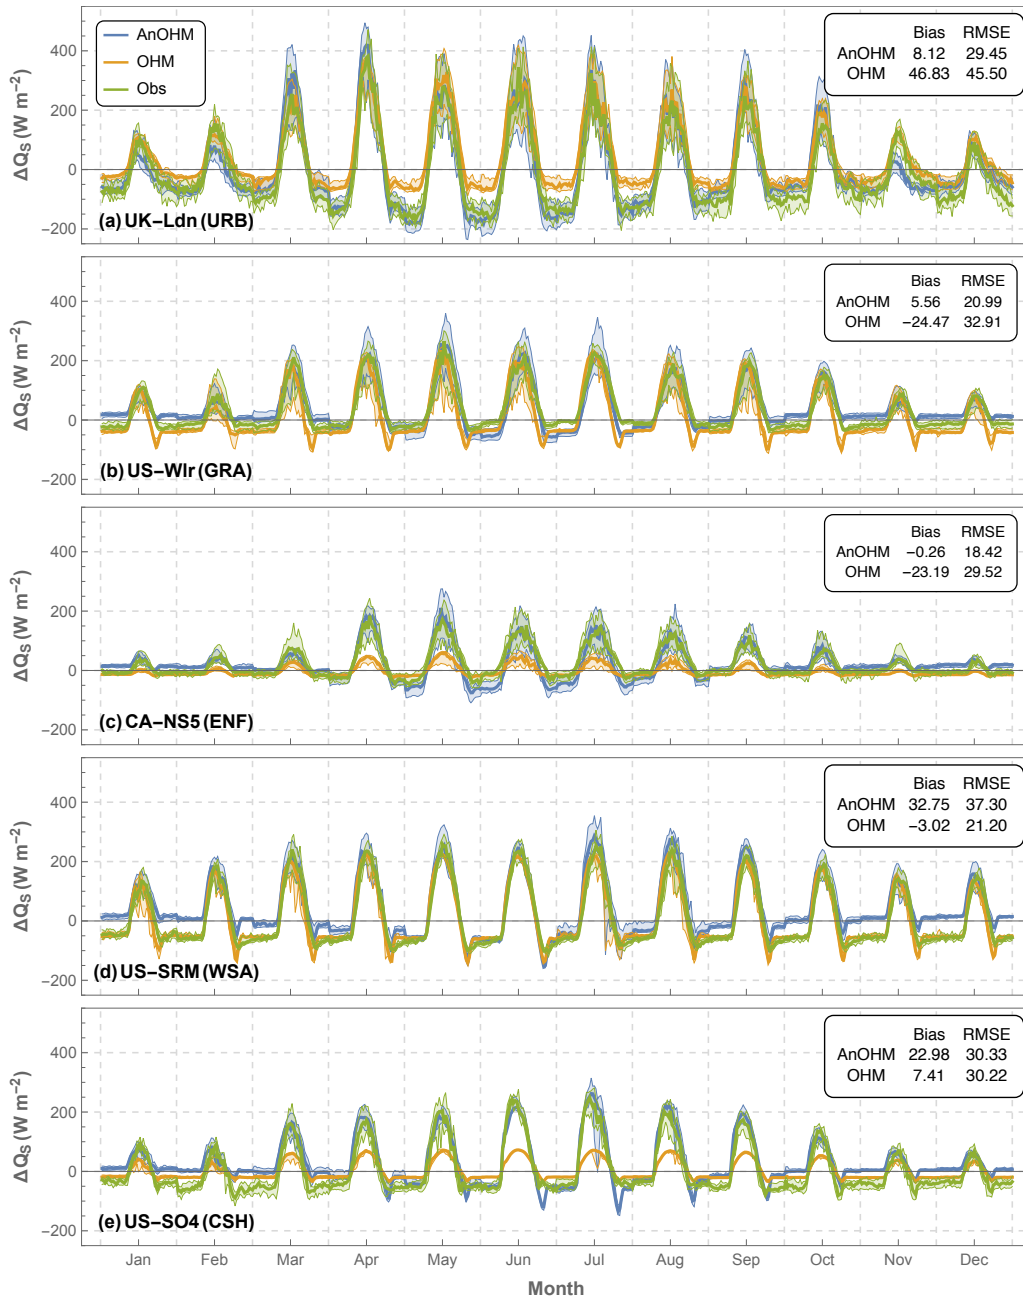 AnOHM
OHM
Obs
Bias RMSE
AnOHM 8.12 29.45
OHM 46.83 45.50
400
200
0
−200
ΔQS (W m−2)
(a) UK−Ldn (URB)
Bias RMSE
AnOHM 5.56 20.99
OHM −24.47 32.91
400
200
0
−200
ΔQS (W m−2)
(b) US−Wlr (GRA)
Bias RMSE
AnOHM −0.26 18.42
OHM −23.19 29.52
400
200
0
−200
ΔQS (W m−2)
(c) CA−NS5 (ENF)
Bias RMSE
AnOHM 32.75 37.30
OHM −3.02 21.20
400
200
0
−200
ΔQS (W m−2)
(d) US−SRM (WSA)
Bias RMSE
AnOHM 22.98 30.33
OHM 7.41 30.22
400
200
0
−200
ΔQS (W m−2)
(e) US−SO4 (CSH)
Jan Feb Mar Apr May Jun Jul Aug Sep Oct Nov Dec
Month